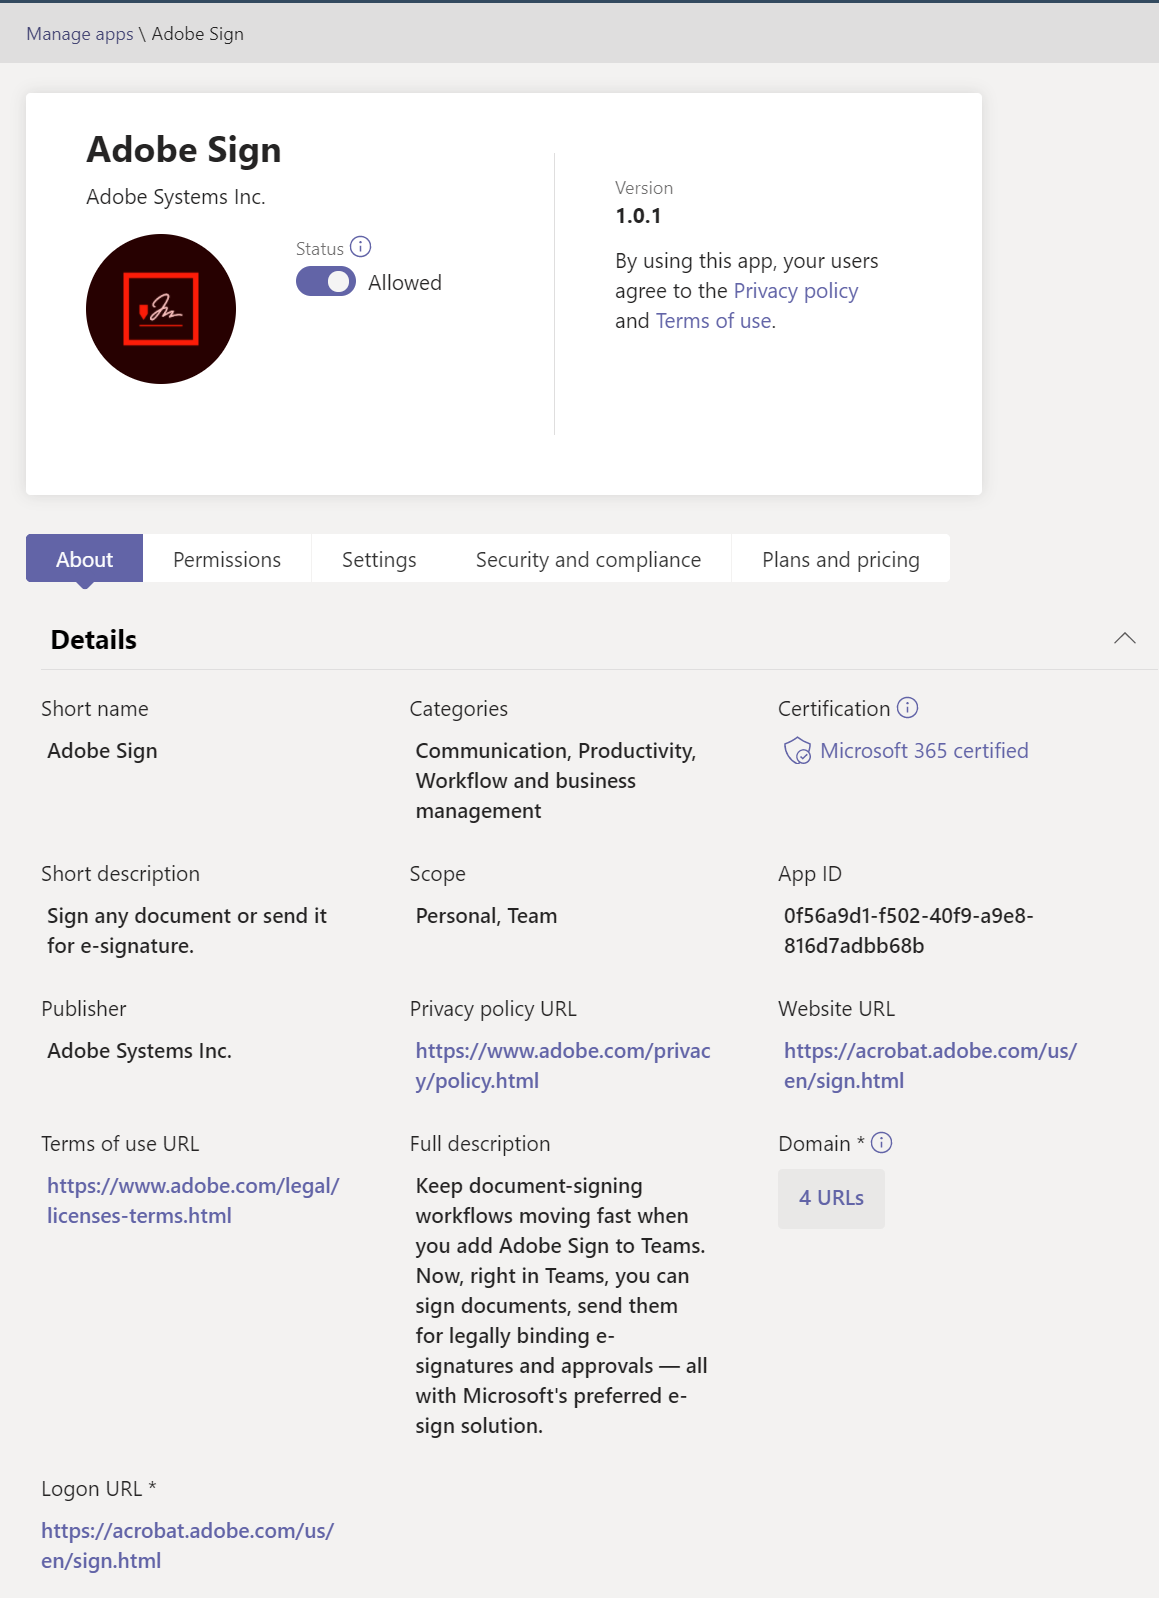 Manage apps \ Adobe Sign
Adobe Sign
Adobe Systems Inc.
Status
Allowed
Version
1.0.1
By using this app, your users
agree to the Privacy policy
and Terms of use.
About
Permissions
Settings
Security and compliance
Plans and pricing
Details
Short name
Adobe Sign
Categories
Communication, Productivity,
Workflow and business
management
Certification
Microsoft 365 certified
Short description
Sign any document or send it
for e-signature.
Scope
Personal, Team
App ID
0f56a9d1-f502-40f9-a9e8-
816d7adbb68b
Publisher
Adobe Systems Inc.
Privacy policy URL
https://www.adobe.com/privac
y/policy.html
Website URL
https://acrobat.adobe.com/us/
en/sign.html
Terms of use URL
https://www.adobe.com/legal/
licenses-terms.html
Full description
Keep document-signing
workflows moving fast when
you add Adobe Sign to Teams.
Now, right in Teams, you can
sign documents, send them
for legally binding e-
signatures and approvals — all
with Microsoft's preferred e-
sign solution.
Domain *
4 URLs
Logon URL *
https://acrobat.adobe.com/us/
en/sign.html